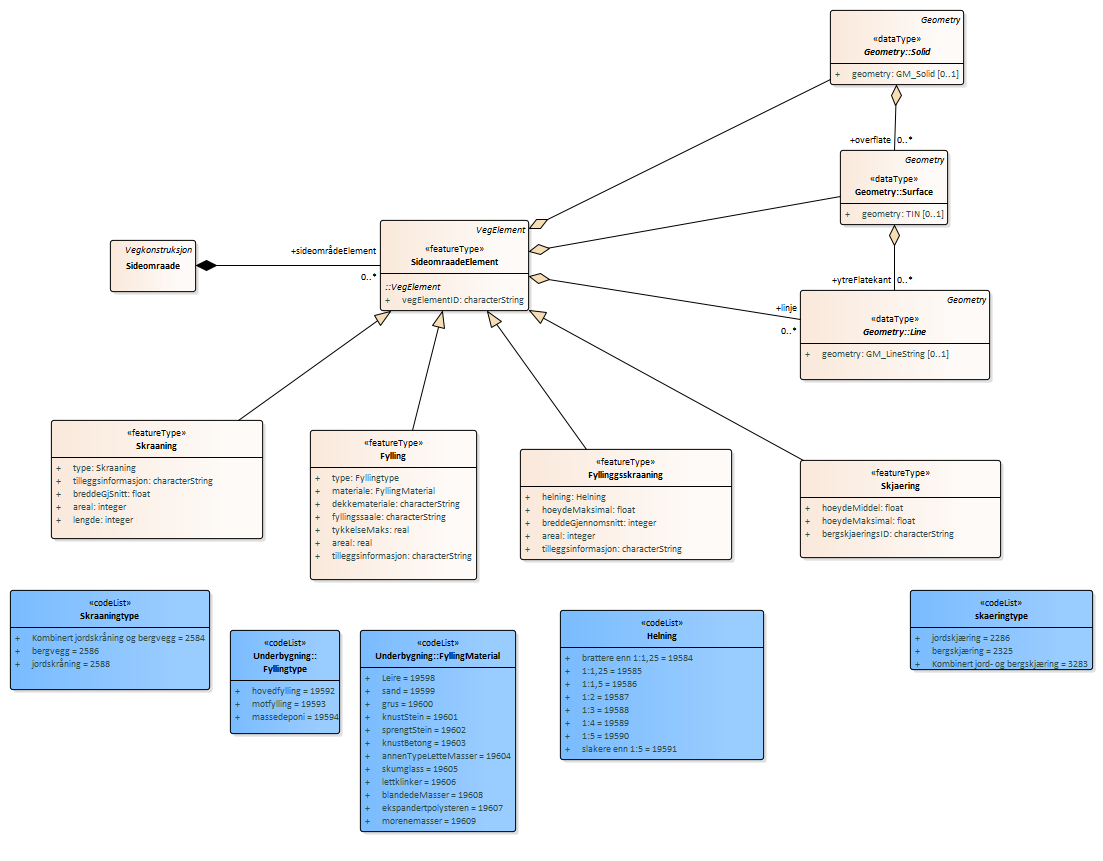 Geometry
«dataType»
Geometry::Solid
+ geometry: GM_Solid [0..1]
+overflate 0..*
Geometry
«dataType»
Geometry::Surface
+ geometry: TIN [0..1]
+ytreFlatekant 0..*
Geometry
«dataType»
Geometry::Line
+ geometry: GM_LineString [0..1]
+linje
0..*
VegElement
«featureType»
SideomraadeElement
::VegElement
+ vegElementID: characterString
+sideområdeElement
0..*
Vegkonstruksjon
Sideomraade
«featureType»
Skraaning
+ type: Skraaning
+ tilleggsinformasjon: characterString
+ breddeGjSnitt: float
+ areal: integer
+ lengde: integer
«featureType»
Fylling
+ type: Fyllingtype
+ materiale: FyllingMaterial
+ dekkemateriale: characterString
+ fyllingssaale: characterString
+ tykkelseMaks: real
+ areal: real
+ tilleggsinformasjon: characterString
«featureType»
Fyllinggsskraaning
+ helning: Helning
+ hoeydeMaksimal: float
+ breddeGjennomsnitt: integer
+ areal: integer
+ tilleggsinformasjon: characterString
«featureType»
Skjaering
+ hoeydeMiddel: float
+ hoeydeMaksimal: float
+ bergskjaeringsID: characterString
«codeList»
Skraaningtype
+ Kombinert jordskråning og bergvegg = 2584
+ bergvegg = 2586
+ jordskråning = 2588
«codeList»
Underbygning::
Fyllingtype
+ hovedfylling = 19592
+ motfylling = 19593
+ massedeponi = 19594
«codeList»
Underbygning::FyllingMaterial
+ Leire = 19598
+ sand = 19599
+ grus = 19600
+ knustStein = 19601
+ sprengtStein = 19602
+ knustBetong = 19603
+ annenTypeLetteMasser = 19604
+ skumglass = 19605
+ lettklinker = 19606
+ blandedeMasser = 19608
+ ekspandertpolysteren = 19607
+ morenemasser = 19609
«codeList»
Helning
+ brattere enn 1:1,25 = 19584
+ 1:1,25 = 19585
+ 1:1,5 = 19586
+ 1:2 = 19587
+ 1:3 = 19588
+ 1:4 = 19589
+ 1:5 = 19590
+ slakere enn 1:5 = 19591
«codeList»
skaeringtype
+ jordskjæring = 2286
+ bergskjæring = 2325
+ Kombinert jord- og bergskjæring = 3283